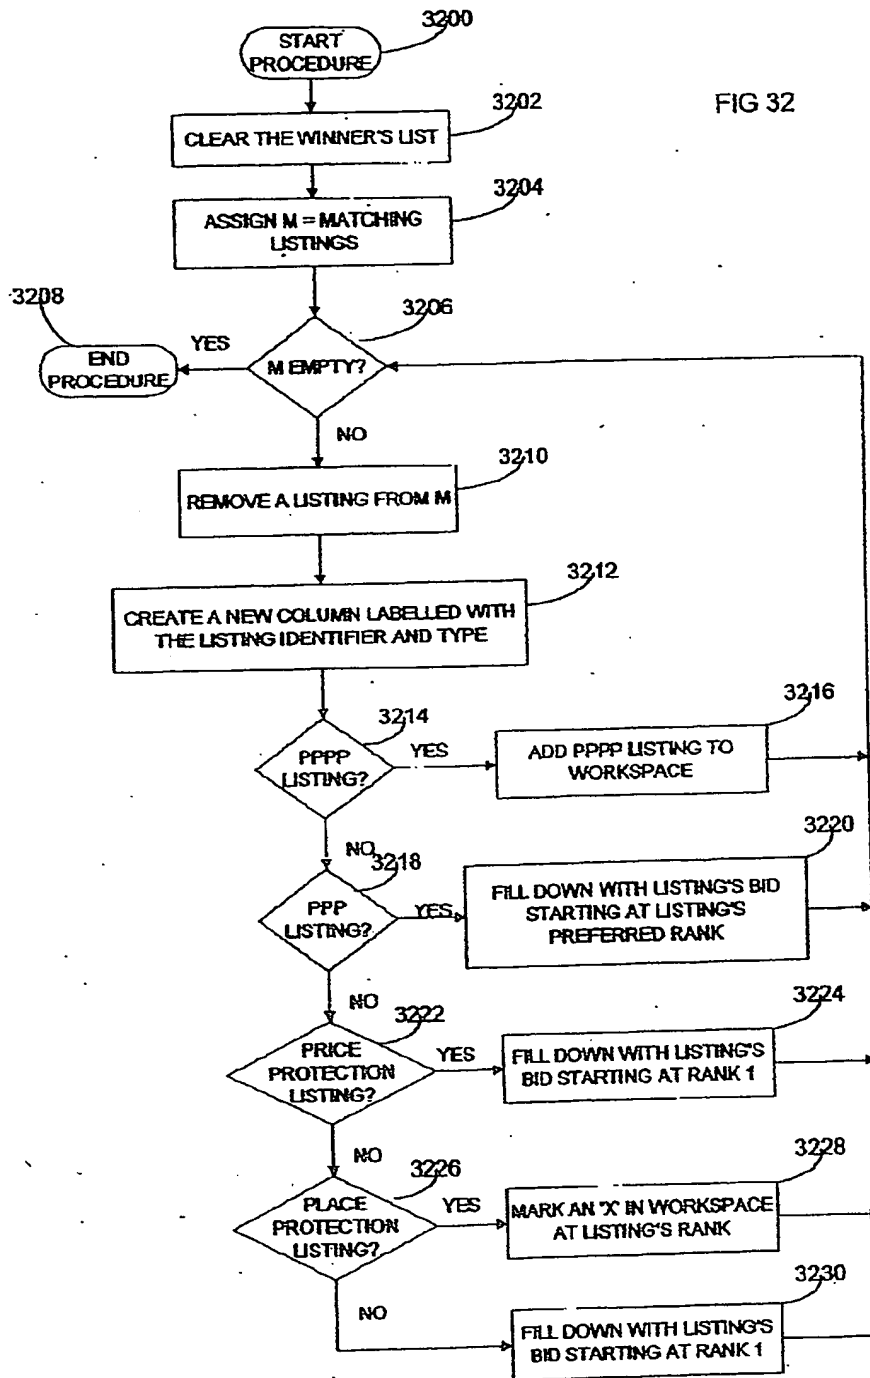 3200
START
PROCEDURE
FIG 32
3202
CLEAR THE WINNER'S LIST
3204
ASSIGN M = MATCHING
LISTINGS
3208
3206
END
PROCEDURE
YES
M EMPTY?
NO
3210
REMOVE A LISTING FROM M
3212
CREATE A NEW COLUMN LABELLED WITH
THE LISTING IDENTIFIER AND TYPE
3214
PPPP
LISTING?
YES
3216
ADD PPPP LISTING TO
WORKSPACE
NO
3218
PPP
LISTING?
YES
3220
FILL DOWN WITH LISTING'S BID
STARTING AT LISTING'S
PREFERRED RANK
NO
3222
PRICE
PROTECTION
LISTING?
YES
3224
FILL DOWN WITH LISTING'S
BID STARTING AT RANK 1
NO
3226
PLACE
PROTECTION
LISTING?
YES
3228
MARK AN 'X' IN WORKSPACE
AT LISTING'S RANK
NO
3230
FILL DOWN WITH LISTING'S
BID STARTING AT RANK 1